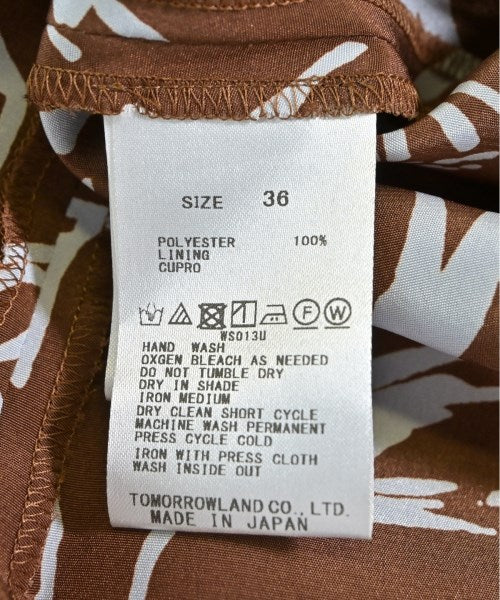 SIZE 36
POLYESTER 100%
LINING
CUPRO
F W
WS013U
HAND WASH
OXGEN BLEACH AS NEEDED
DO NOT TUMBLE DRY
DRY IN SHADE
IRON MEDIUM
DRY CLEAN SHORT CYCLE
MACHINE WASH PERMANENT
PRESS CYCLE COLD
IRON WITH PRESS CLOTH
WASH INSIDE OUT
TOMORROWLAND CO., LTD.
MADE IN JAPAN